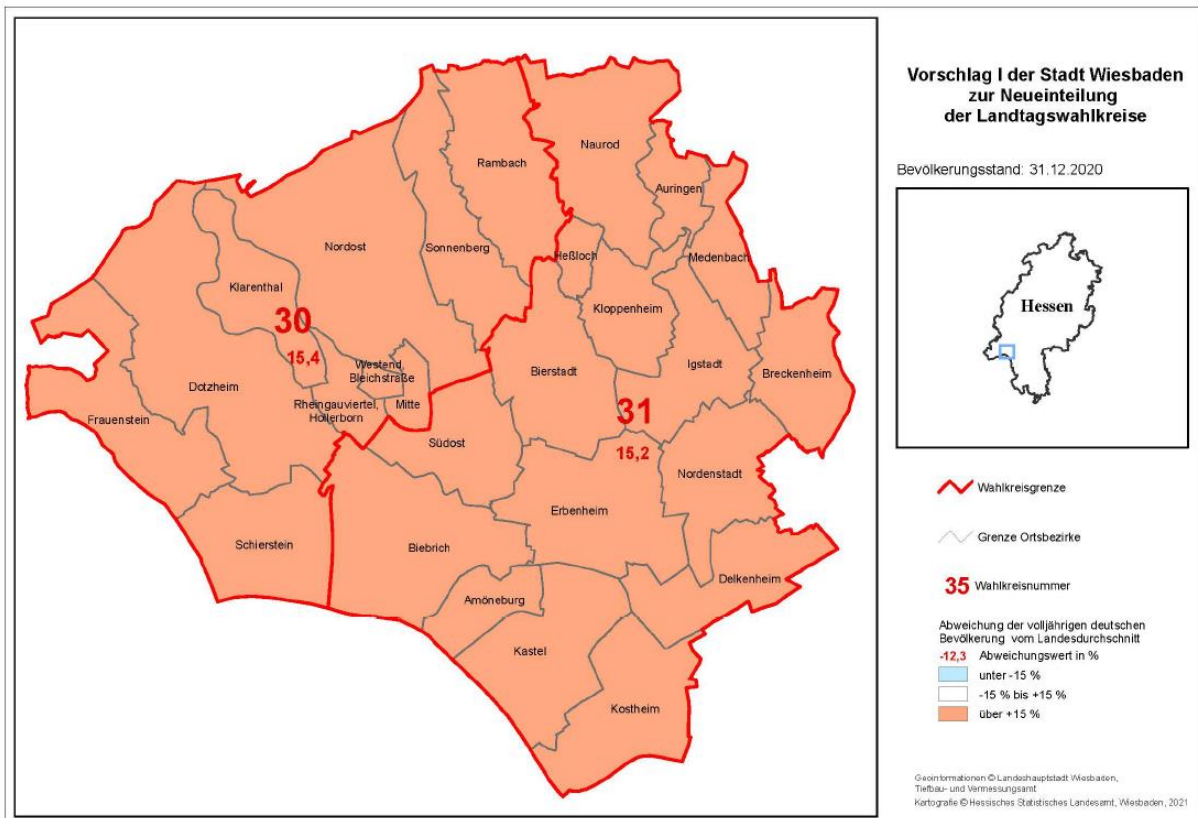 Vorschlag I der Stadt Wiesbaden
zur Neueinteilung
der Landtagswahlkreise
Bevölkerungsstand: 31.12.2020
Hessen
Naurod
Rambach
Auringen
Nordost
Sonnenberg
Heßloch
Medenbach
Klarenthal
Kloppenheim
30
15,4
Westend,
Bleichstraße
Bierstadt
Igstadt
Breckenheim
Dotzheim
Rheingauviertel,
Hollerborn
Mitte
31
15,2
Frauenstein
Südost
Nordenstadt
Erbenheim
Schierstein
Biebrich
Delkenheim
Amöneburg
Kastel
Kostheim
Wahlkreisgrenze
Grenze Ortsbezirke
35 Wahlkreisnummer
Abweichung der volljährigen deutschen
Bevölkerung vom Landesdurchschnitt
-12,3 Abweichungswert in %
unter -15 %
-15 % bis +15 %
über +15 %
Geoinformationen © Landeshauptstadt Wiesbaden,
Tiefbau- und Vermessungsamt
Kartografie © Hessisches Statistisches Landesamt, Wiesbaden, 2021